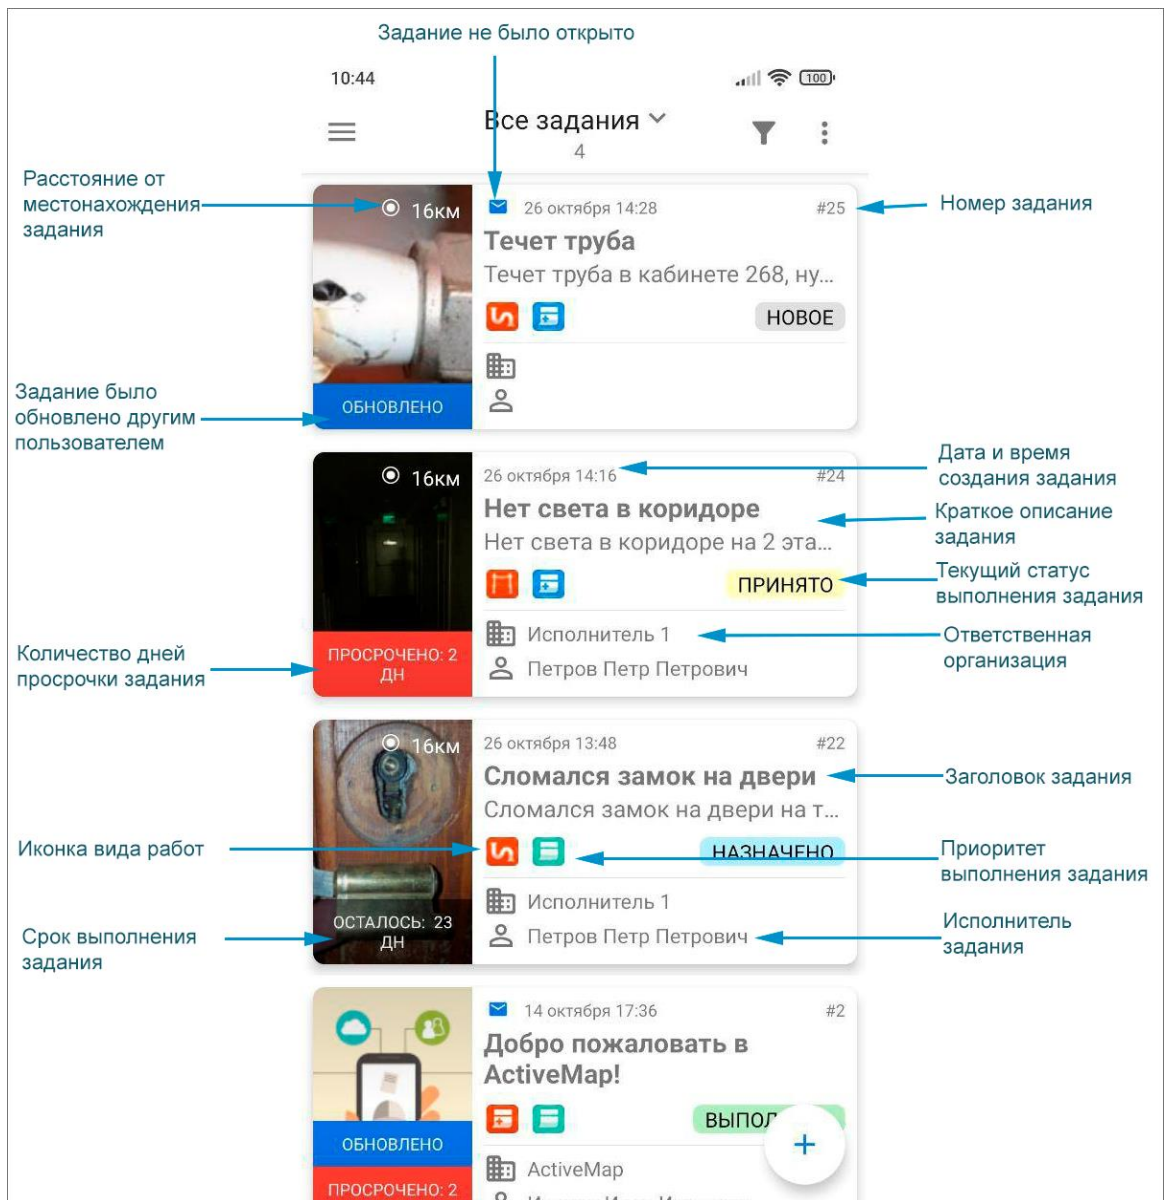 Задание не было открыто
10:44
100
Все задания
4
Расстояние от
местонахождения
задания
16км
26 октября 14:28
#25
Номер задания
Течет труба
Течет труба в кабинете 268, ну...
НОВОЕ
Задание было
обновлено другим
пользователем
ОБНОВЛЕНО
16км
26 октября 14:16
#24
Дата и время
создания задания
Нет света в коридоре
Нет света в коридоре на 2 эта...
Краткое описание
задания
ПРИНЯТО
Текущий статус
выполнения задания
Количество дней
просрочки задания
ПРОСРОЧЕНО: 2
ДН
Исполнитель 1
Петров Петр Петрович
Ответственная
организация
16км
26 октября 13:48
#22
Сломался замок на двери
Сломался замок на двери на т...
Заголовок задания
Иконка вида работ
НАЗНАЧЕНО
Приоритет
выполнения задания
Срок выполнения
задания
ОСТАЛОСЬ: 23
ДН
Исполнитель 1
Петров Петр Петрович
Исполнитель
задания
14 октября 17:36
#2
Добро пожаловать в
ActiveMap!
ВЫПОЛ
ОБНОВЛЕНО
ПРОСРОЧЕНО: 2
ActiveMap